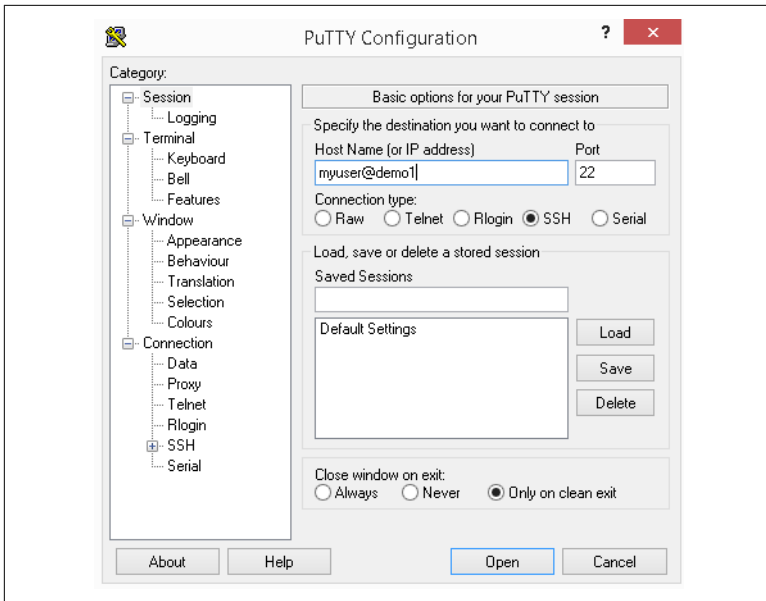 PuTTY Configuration
?
Category:
Session
Logging
Terminal
Keyboard
Bell
Features
Window
Appearance
Behaviour
Translation
Selection
Colours
Connection
Data
Proxy
Telnet
Rlogin
SSH
Serial
Basic options for your PuTTY session
Specify the destination you want to connect to
Host Name (or IP address) Port
myuser@demo1 22
Connection type:
Raw Telnet Rlogin SSH Serial
Load, save or delete a stored session
Saved Sessions
Default Settings
Load
Save
Delete
Close window on exit:
Always Never Only on clean exit
About Help Open Cancel